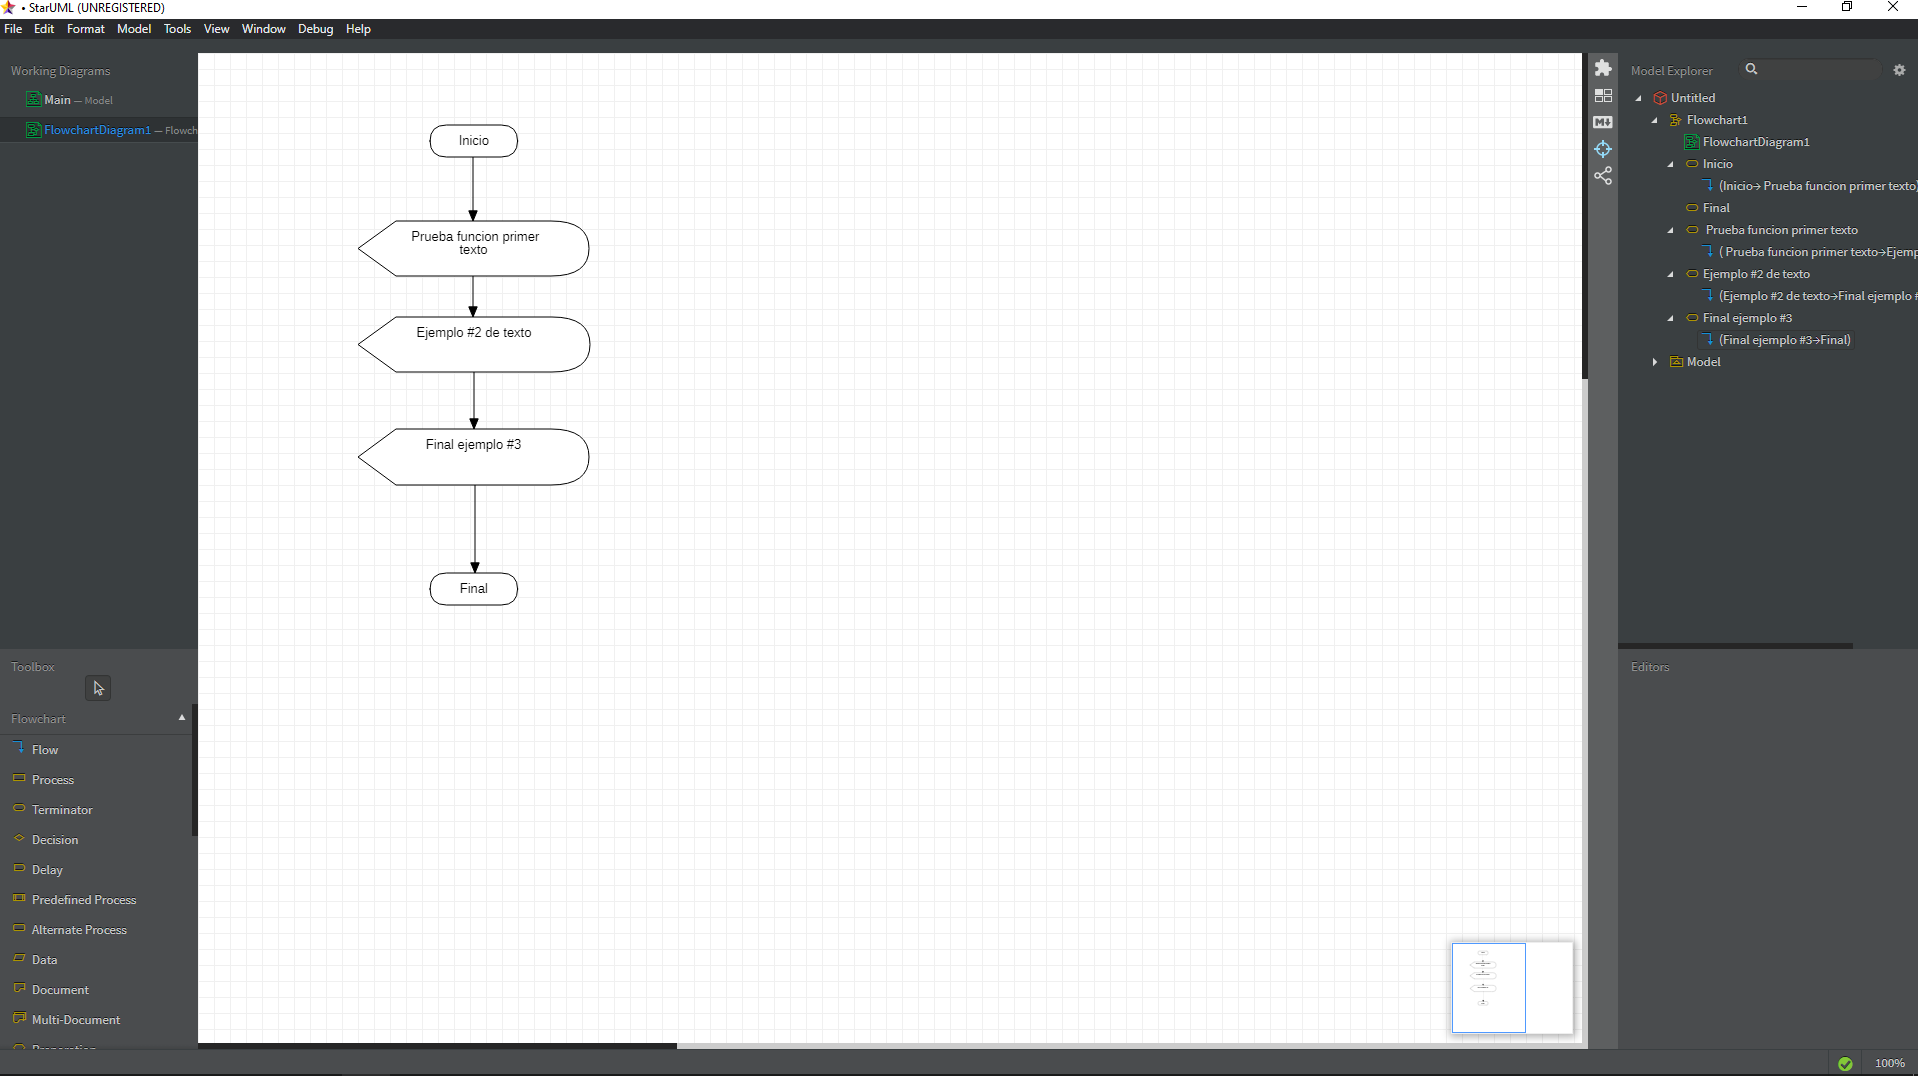 • StarUML (UNREGISTERED)
File Edit Format Model Tools View Window Debug Help
Working Diagrams
Main — Model
FlowchartDiagram1 — Flowch
Inicio
Prueba funcion primer
texto
Ejemplo #2 de texto
Final ejemplo #3
Final
Toolbox
Flowchart
Flow
Process
Terminator
Decision
Delay
Predefined Process
Alternate Process
Data
Document
Multi-Document
Preparation
M
Model Explorer
Untitled
Flowchart1
FlowchartDiagram1
Inicio
(Inicio→ Prueba funcion primer texto)
Final
Prueba funcion primer texto
( Prueba funcion primer texto→Ejemp
Ejemplo #2 de texto
(Ejemplo #2 de texto→Final ejemplo #
Final ejemplo #3
(Final ejemplo #3→Final)
Model
Editors
100%